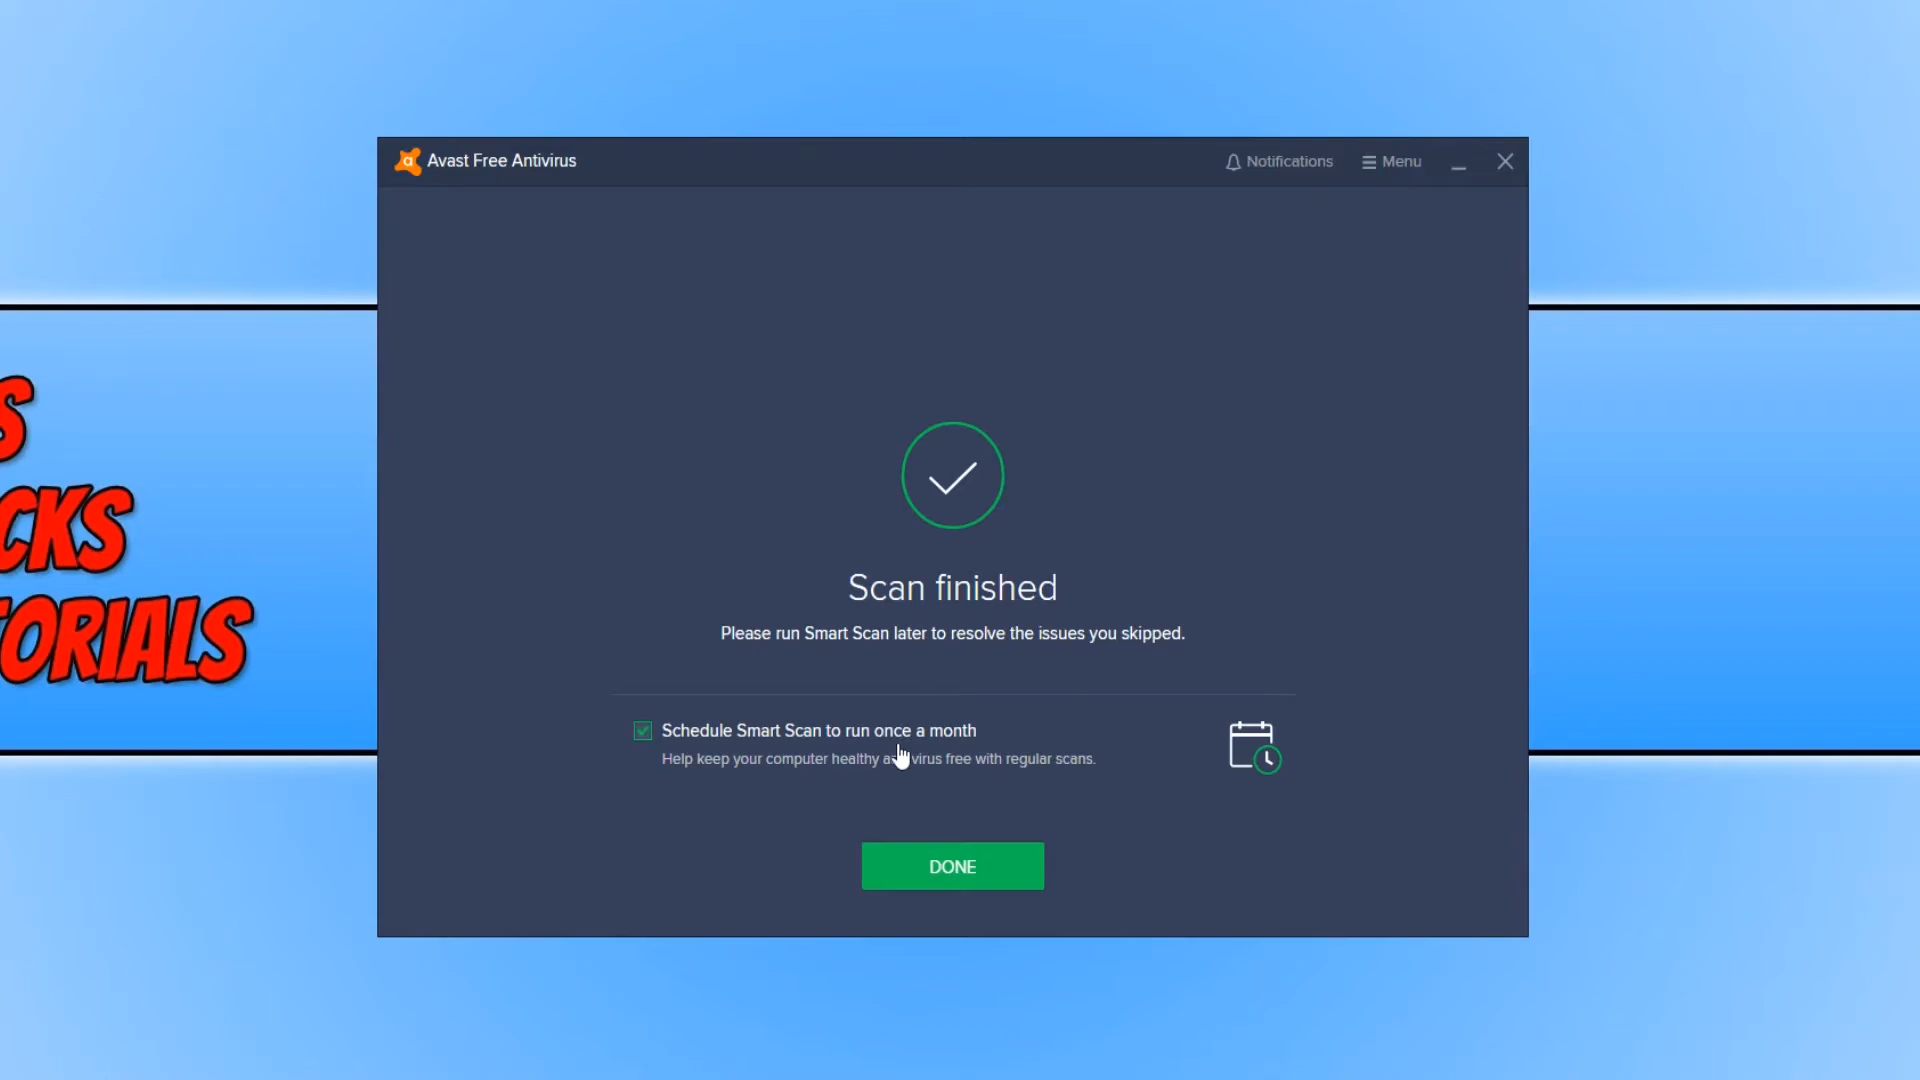 Avast Free Antivirus
Notifications
Menu
Scan finished
Please run Smart Scan later to resolve the issues you skipped.
Schedule Smart Scan to run once a month
Help keep your computer healthy a virus free with regular scans.
DONE
S
CKS
TORIALS